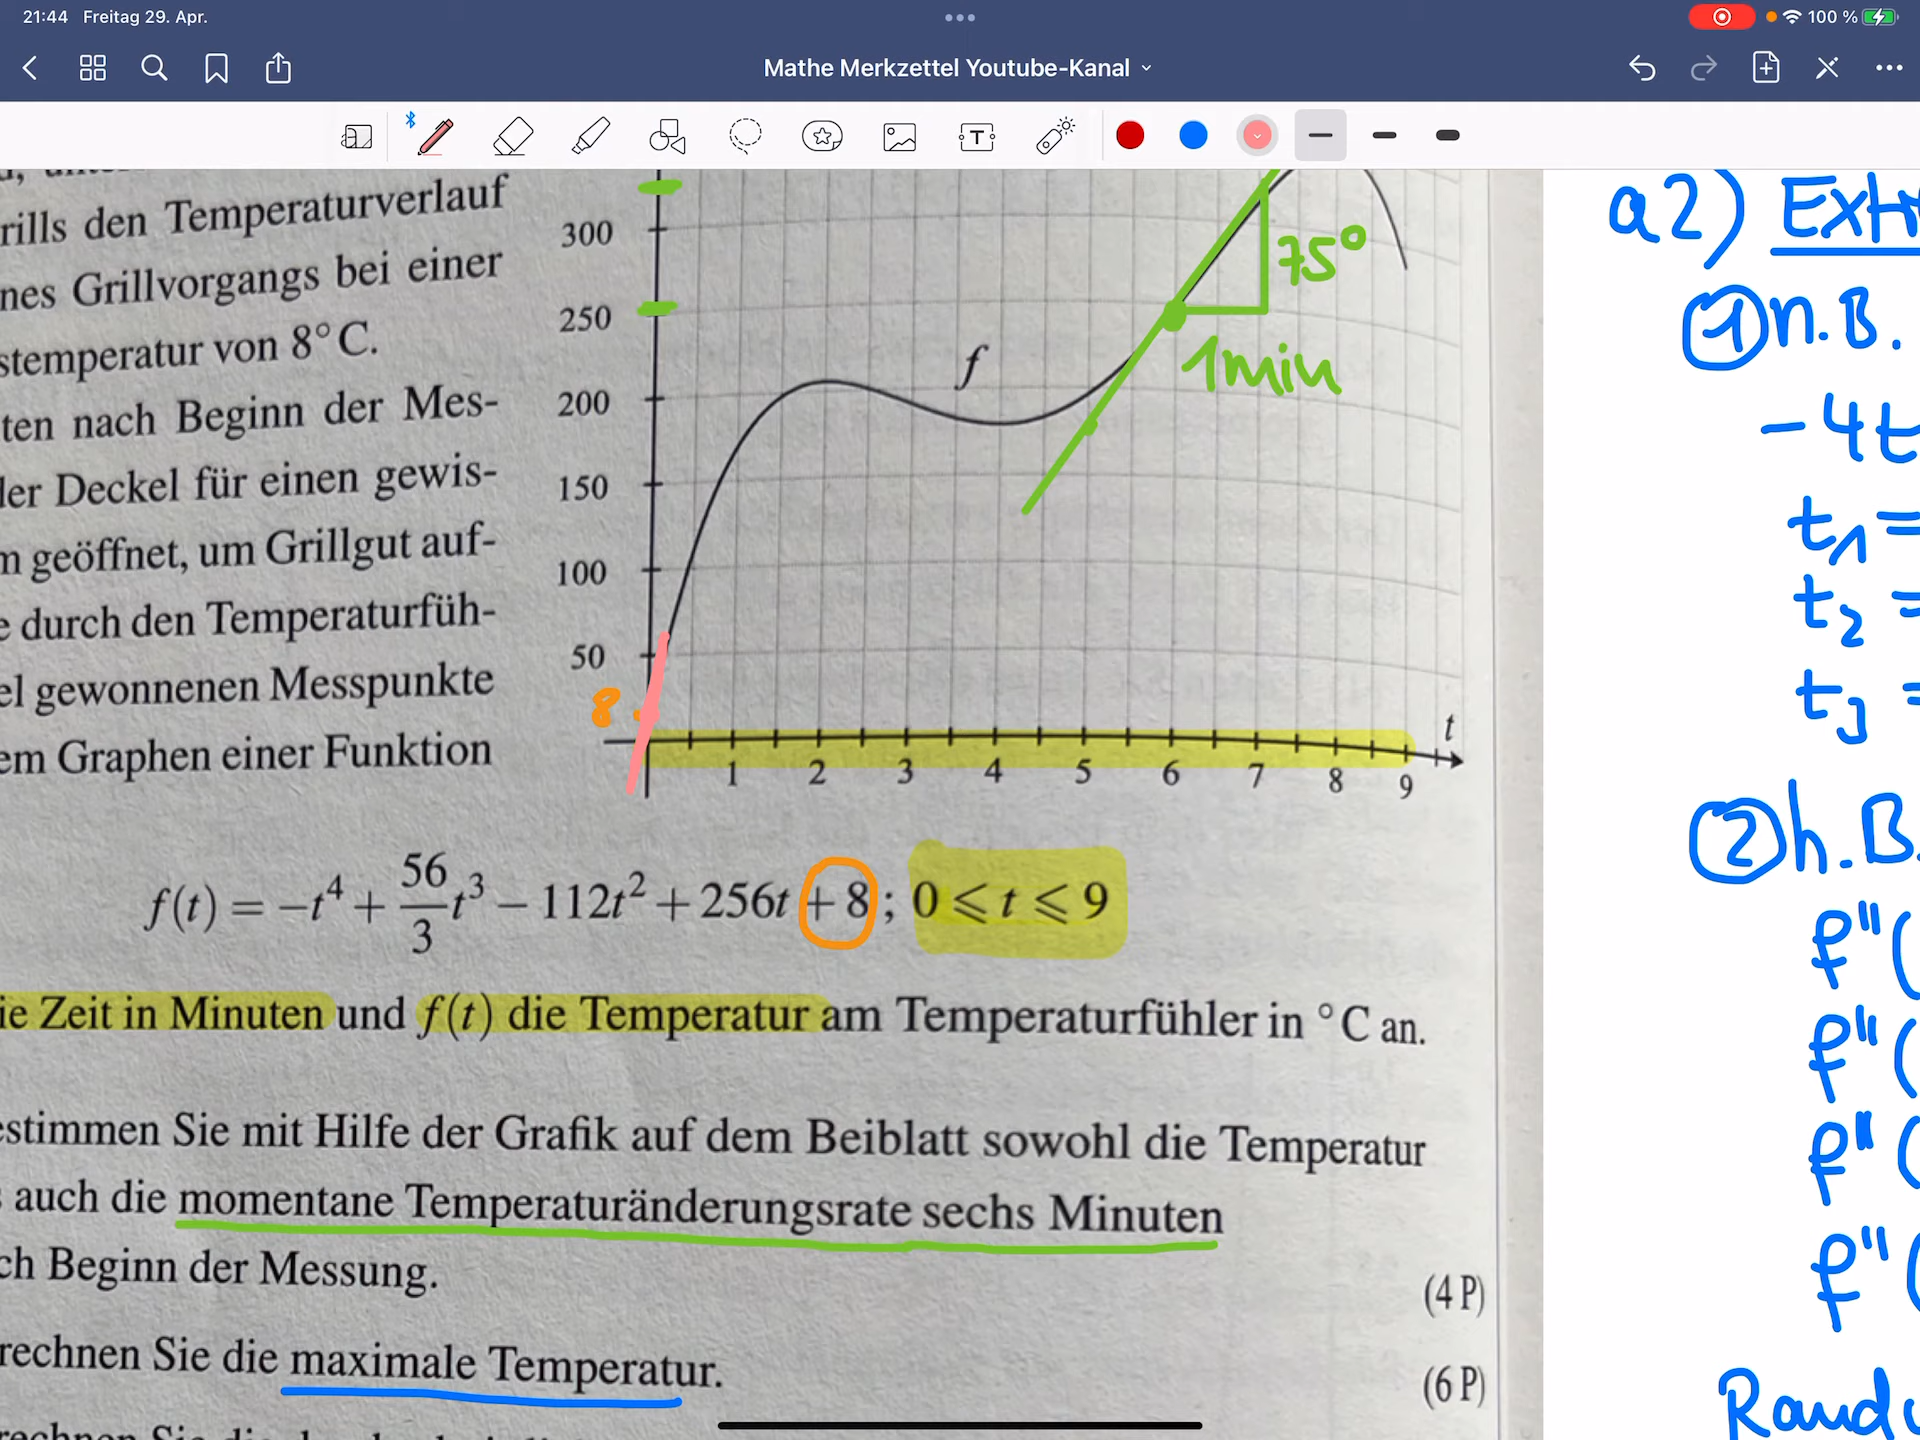 21:44 Freitag 29. Apr.
100 %
Mathe Merkzettel Youtube-Kanal
rills den Temperaturverlauf
nes Grillvorgangs bei einer
stemperatur von 8° C.
ten nach Beginn der Mes-
ler Deckel für einen gewis-
m geöffnet, um Grillgut auf-
e durch den Temperaturfüh-
el gewonnenen Messpunkte
em Graphen einer Funktion
300
250
200
150
100
50
8
f
75°
1min
t
1 2 3 4 5 6 7 8 9
f(t) = −t⁴ + 56/3 t³ − 112t² + 256t + 8 ; 0 ⩽ t ⩽ 9
ie Zeit in Minuten und f(t) die Temperatur am Temperaturfühler in °C an.
estimmen Sie mit Hilfe der Grafik auf dem Beiblatt sowohl die Temperatur
s auch die momentane Temperaturänderungsrate sechs Minuten
ch Beginn der Messung.
(4 P)
rechnen Sie die maximale Temperatur.
(6 P)
a2) Extr
① n.B.
-4t
t₁ =
t₂ =
t₃ =
② h.B.
f''(
f''(
f''(
f''(
Randu